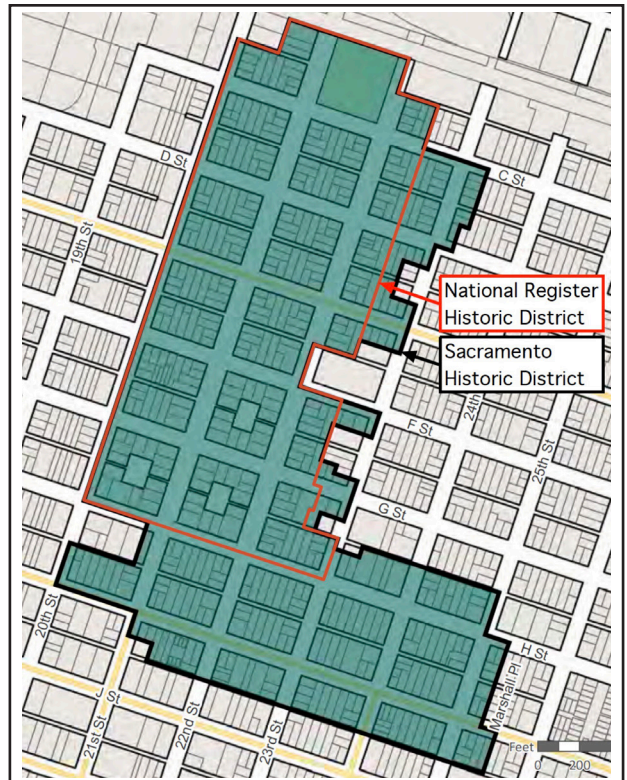 D St
C St
19th St
National Register
Historic District
Sacramento
Historic District
24th
F St
25th St
G St
20th St
H St
Marshall Pl
J St
21st St
22nd St
23rd St
Feet
0 200